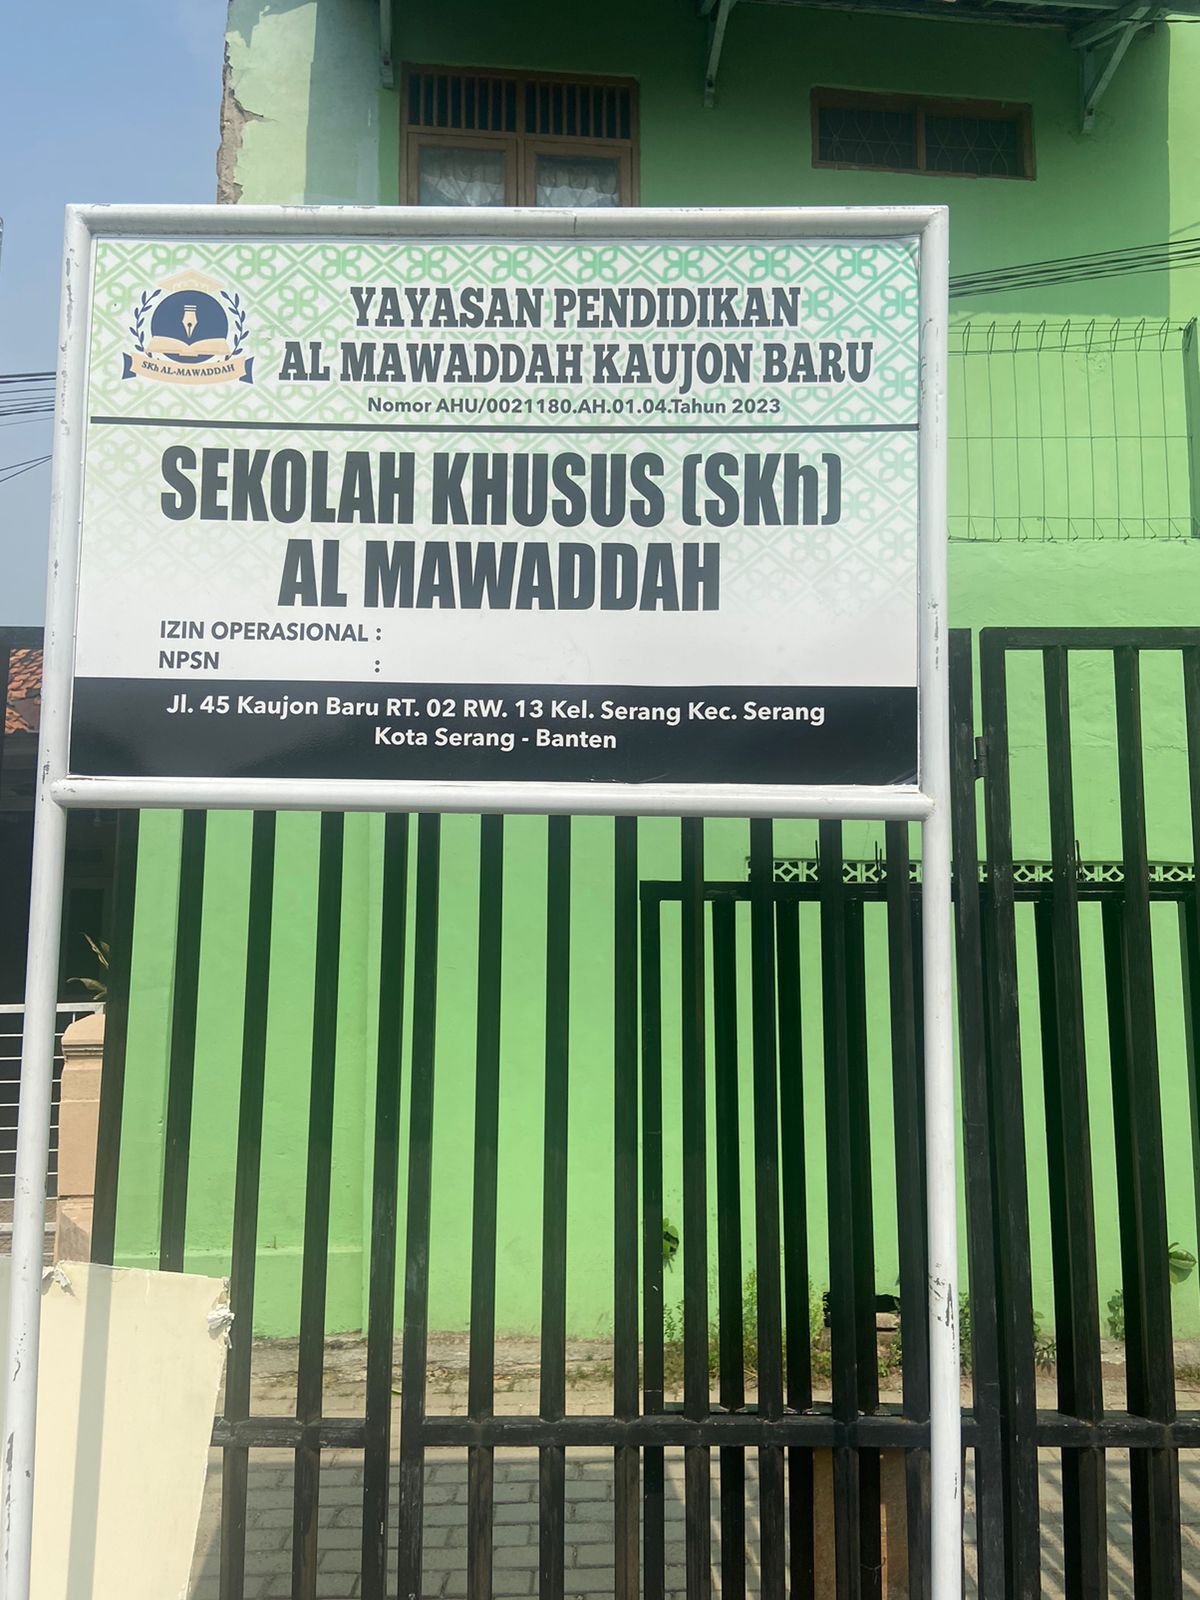 SKh AL-MAWADDAH
YAYASAN PENDIDIKAN
AL MAWADDAH KAUJON BARU
Nomor AHU/0021180.AH.01.04.Tahun 2023
SEKOLAH KHUSUS (SKh)
AL MAWADDAH
IZIN OPERASIONAL :
NPSN :
Jl. 45 Kaujon Baru RT. 02 RW. 13 Kel. Serang Kec. Serang
Kota Serang - Banten